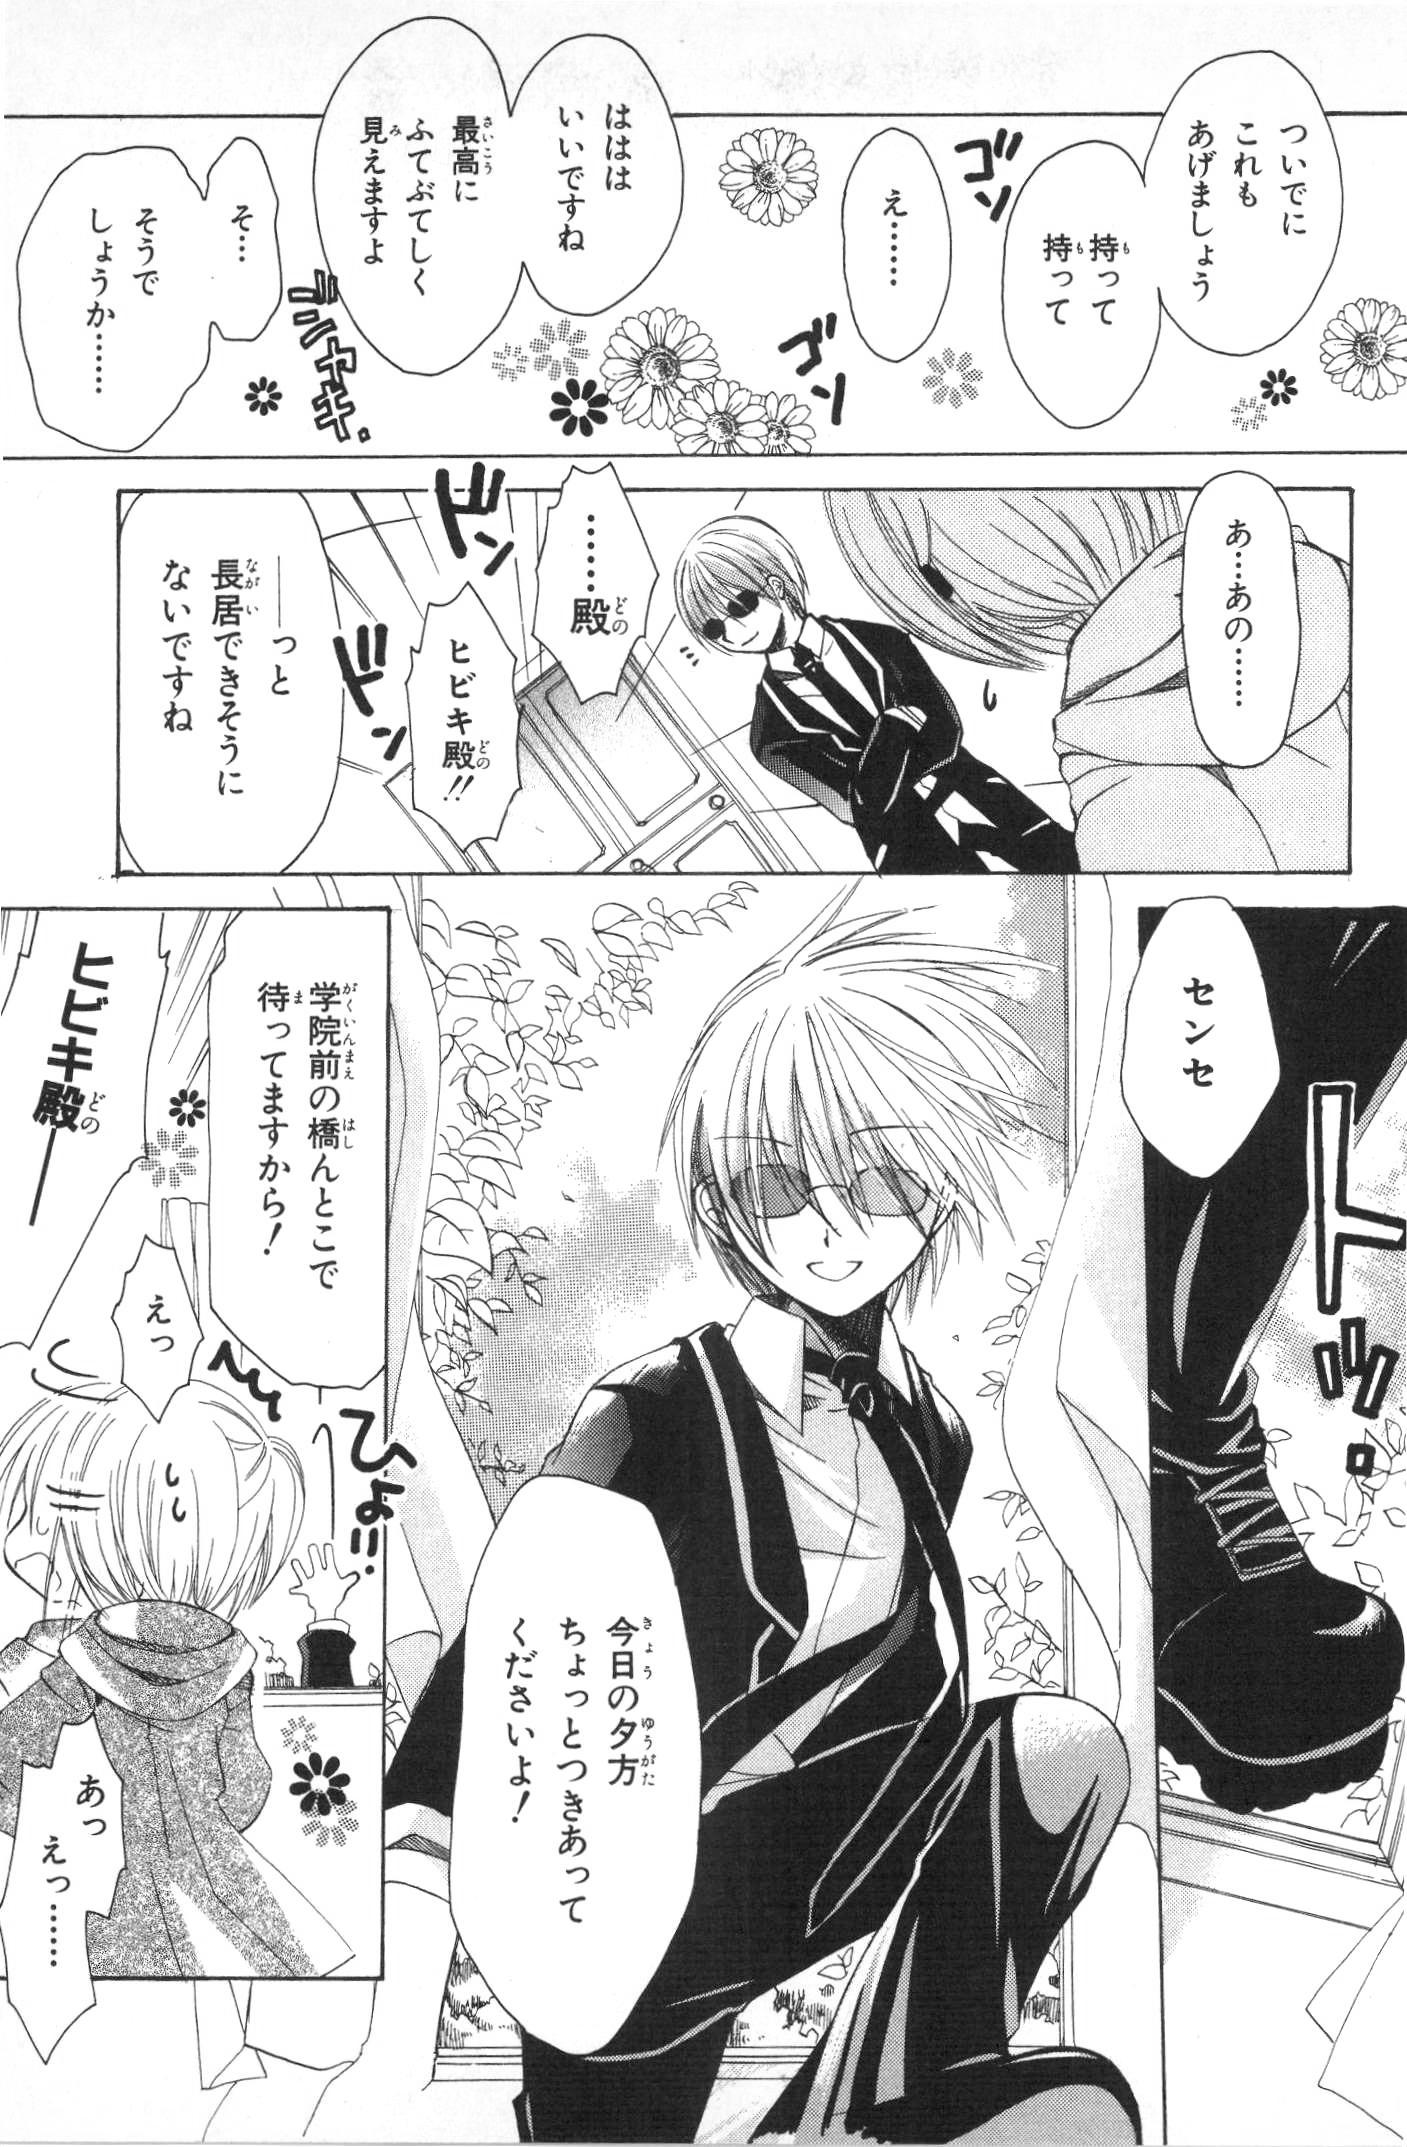 ついでに
これも
あげましょう
持って
持って
ゴソ
え……
ゴソ
ははは
いいですね
最高に
ふてぶてしく
見えますよ
ジャキ。
そ…
そうで
しょうか……
あ…あの……
……殿
ドン
ヒビキ殿!!
ドン
──っと
長居できそうに
ないですね
センセ
トッ
今日の夕方
ちょっとつきあって
くださいよ!
学院前の橋んとこで
待ってますから!
ヒビキ殿──
えっ
ひょい
あっ
えっ……